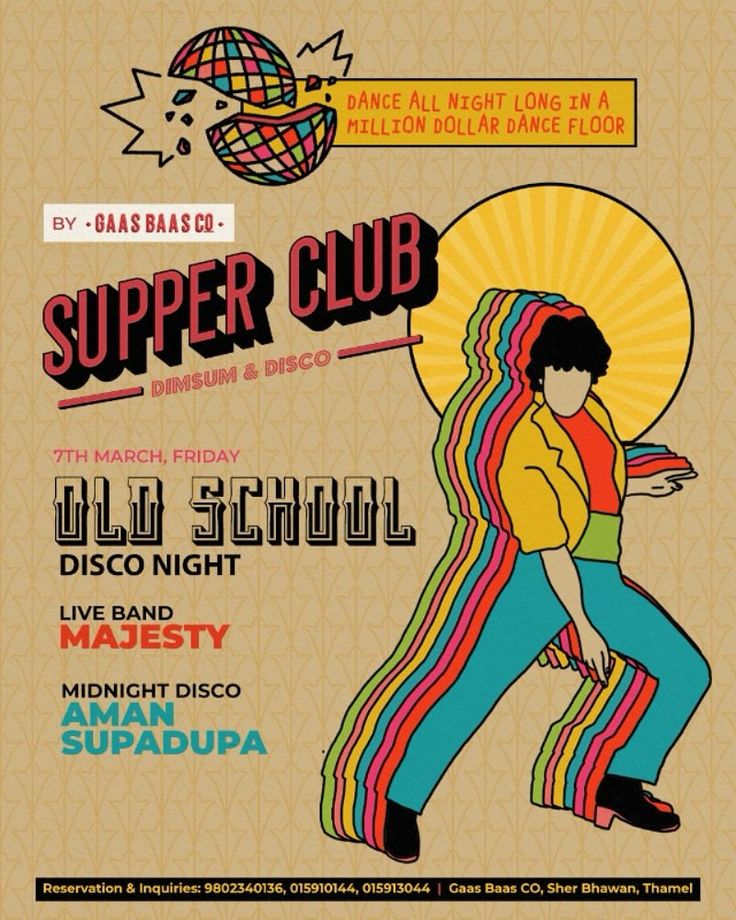 DANCE ALL NIGHT LONG IN A
MILLION DOLLAR DANCE FLOOR
BY • GAAS BAAS CO •
SUPPER CLUB
DIMSUM & DISCO
7TH MARCH, FRIDAY
OLD SCHOOL
DISCO NIGHT
LIVE BAND
MAJESTY
MIDNIGHT DISCO
AMAN
SUPADUPA
Reservation & Inquiries: 9802340136, 015910144, 015913044 | Gaas Baas CO, Sher Bhawan, Thamel